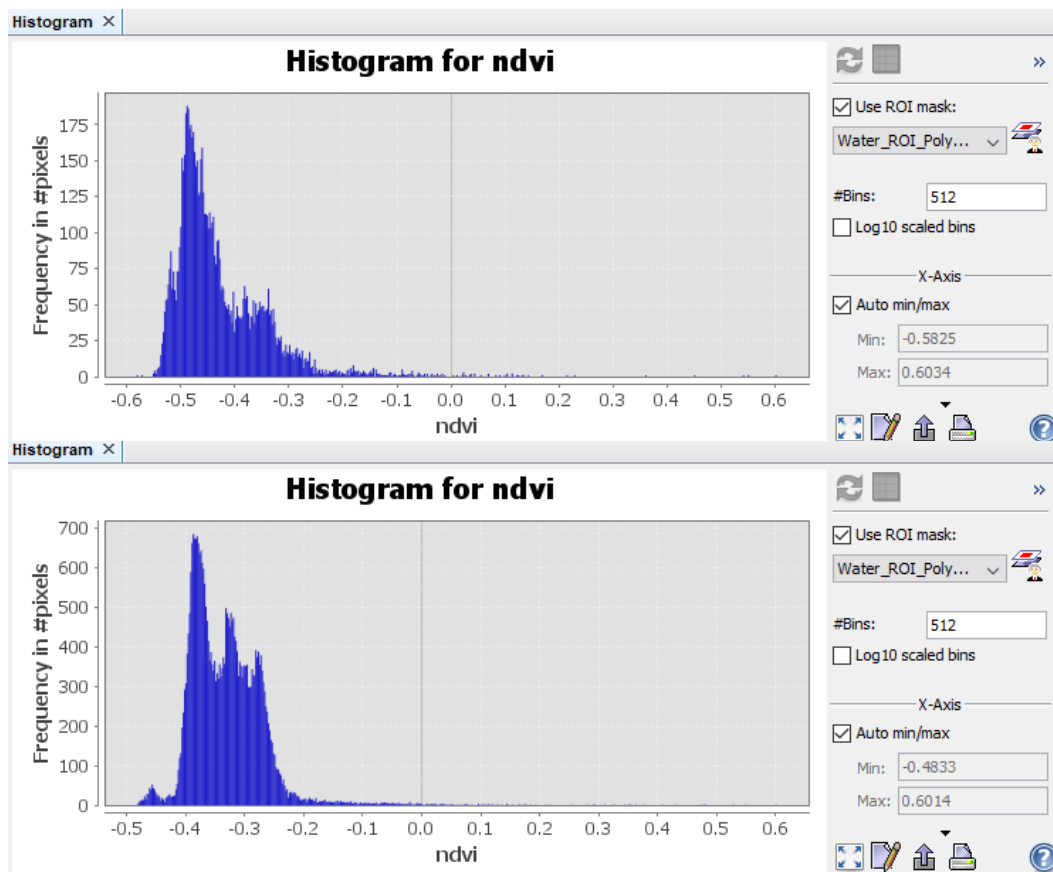 Histogram ×
Histogram for ndvi
Frequency in #pixels
175
150
125
100
75
50
25
0
-0.6 -0.5 -0.4 -0.3 -0.2 -0.1 0.0 0.1 0.2 0.3 0.4 0.5 0.6
ndvi
»
Use ROI mask:
Water_ROI_Poly...
#Bins: 512
Log10 scaled bins
X-Axis
Auto min/max
Min: -0.5825
Max: 0.6034
?
Histogram ×
Histogram for ndvi
Frequency in #pixels
700
600
500
400
300
200
100
0
-0.5 -0.4 -0.3 -0.2 -0.1 0.0 0.1 0.2 0.3 0.4 0.5 0.6
ndvi
»
Use ROI mask:
Water_ROI_Poly...
#Bins: 512
Log10 scaled bins
X-Axis
Auto min/max
Min: -0.4833
Max: 0.6014
?